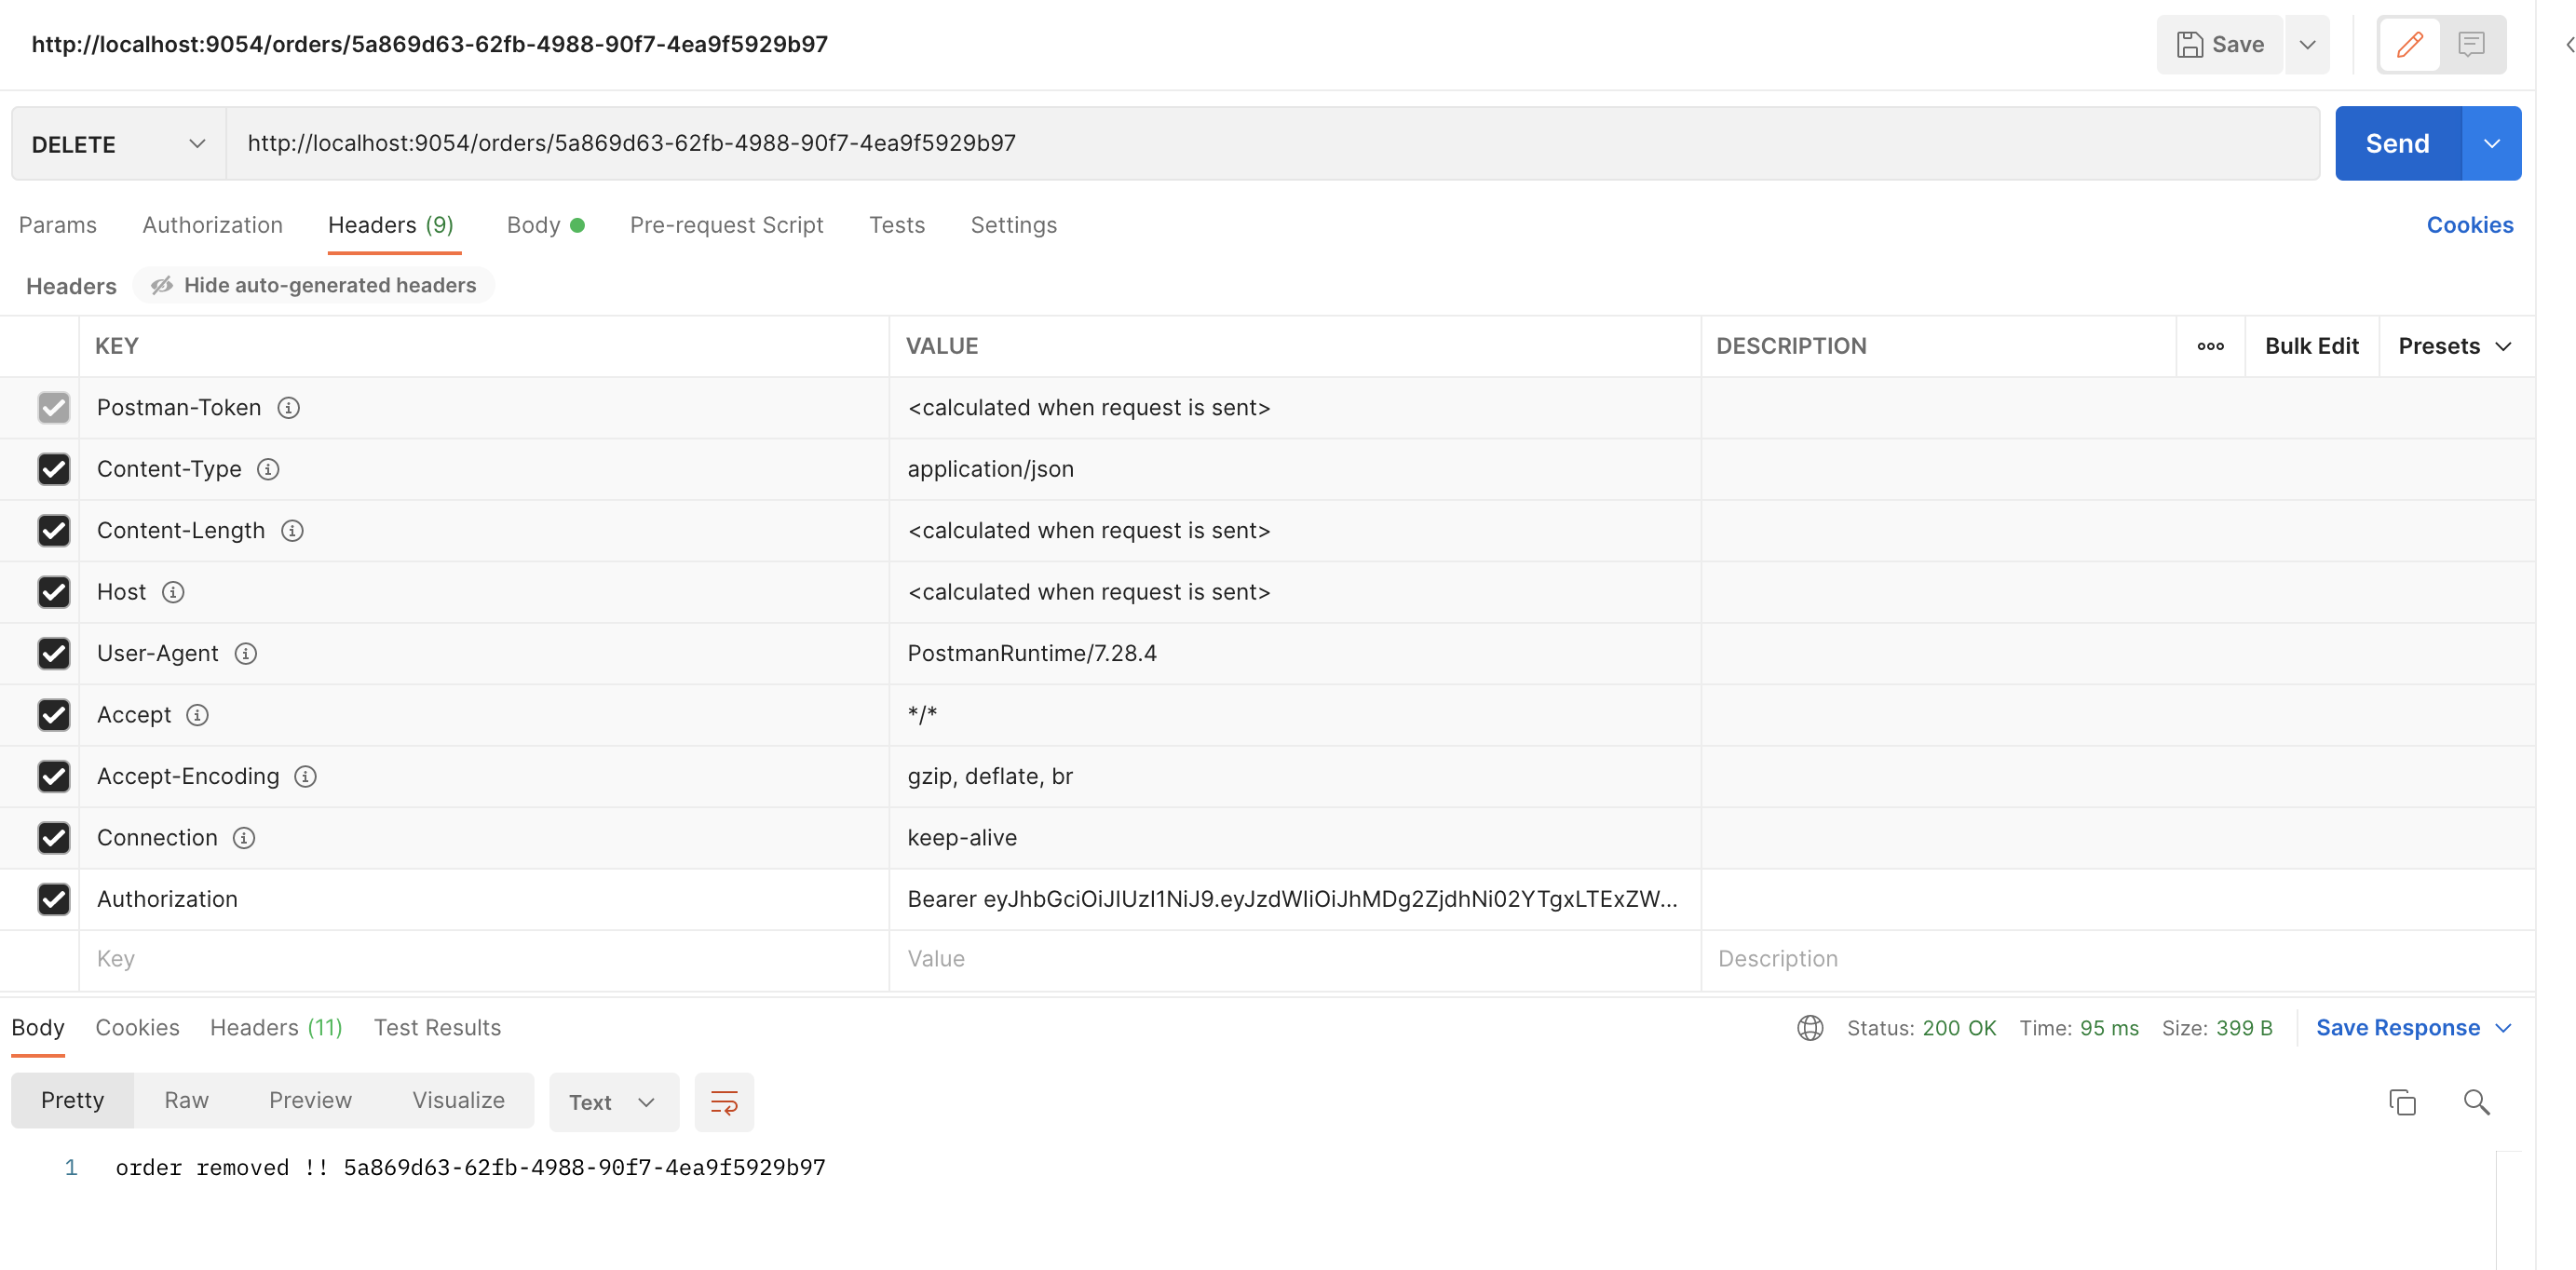 http://localhost:9054/orders/5a869d63-62fb-4988-90f7-4ea9f5929b97 Save
DELETE http://localhost:9054/orders/5a869d63-62fb-4988-90f7-4ea9f5929b97 Send
Params Authorization Headers (9) Body Pre-request Script Tests Settings Cookies
Headers Hide auto-generated headers
KEY VALUE DESCRIPTION Bulk Edit Presets
Postman-Token <calculated when request is sent>
Content-Type application/json
Content-Length <calculated when request is sent>
Host <calculated when request is sent>
User-Agent PostmanRuntime/7.28.4
Accept */*
Accept-Encoding gzip, deflate, br
Connection keep-alive
Authorization Bearer eyJhbGciOiJIUzI1NiJ9.eyJzdWIiOiJhMDg2ZjdhNi02YTgxLTExZW...
Key Value Description
Body Cookies Headers (11) Test Results Status: 200 OK Time: 95 ms Size: 399 B Save Response
Pretty Raw Preview Visualize Text
1 order removed !! 5a869d63-62fb-4988-90f7-4ea9f5929b97